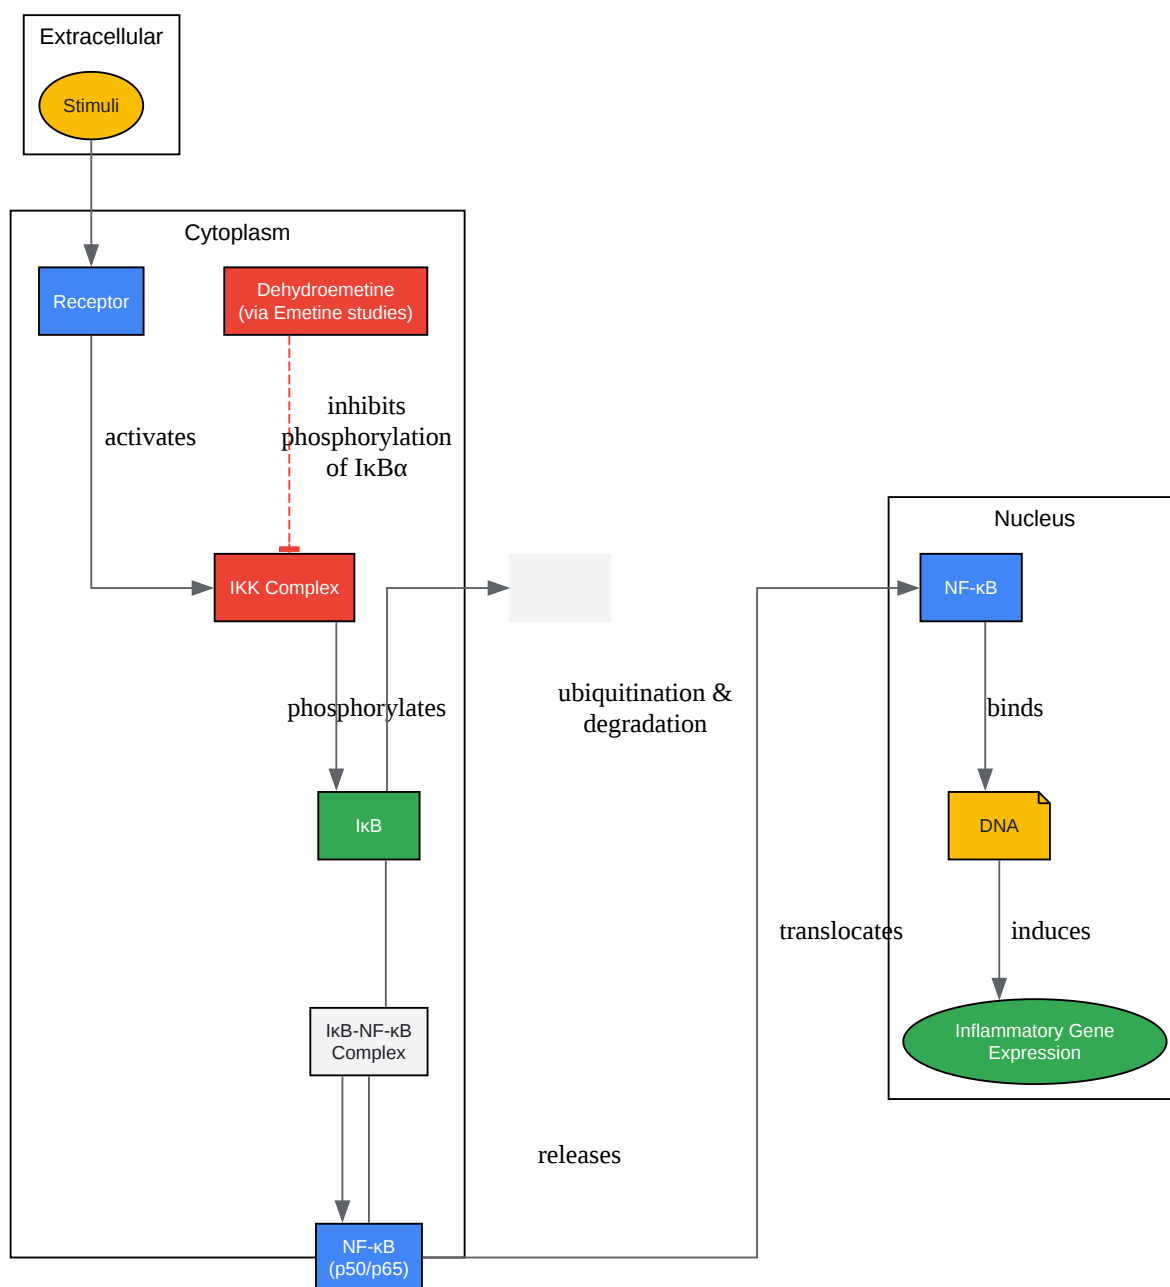 Extracellular
Stimuli
Cytoplasm
Receptor
Dehydroemetine
(via Emetine studies)
activates
inhibits
phosphorylation
of IκBα
IKK Complex
phosphorylates
ubiquitination &
degradation
IκB
IκB-NF-κB
Complex
releases
NF-κB
(p50/p65)
translocates
Nucleus
NF-κB
binds
DNA
induces
Inflammatory Gene
Expression